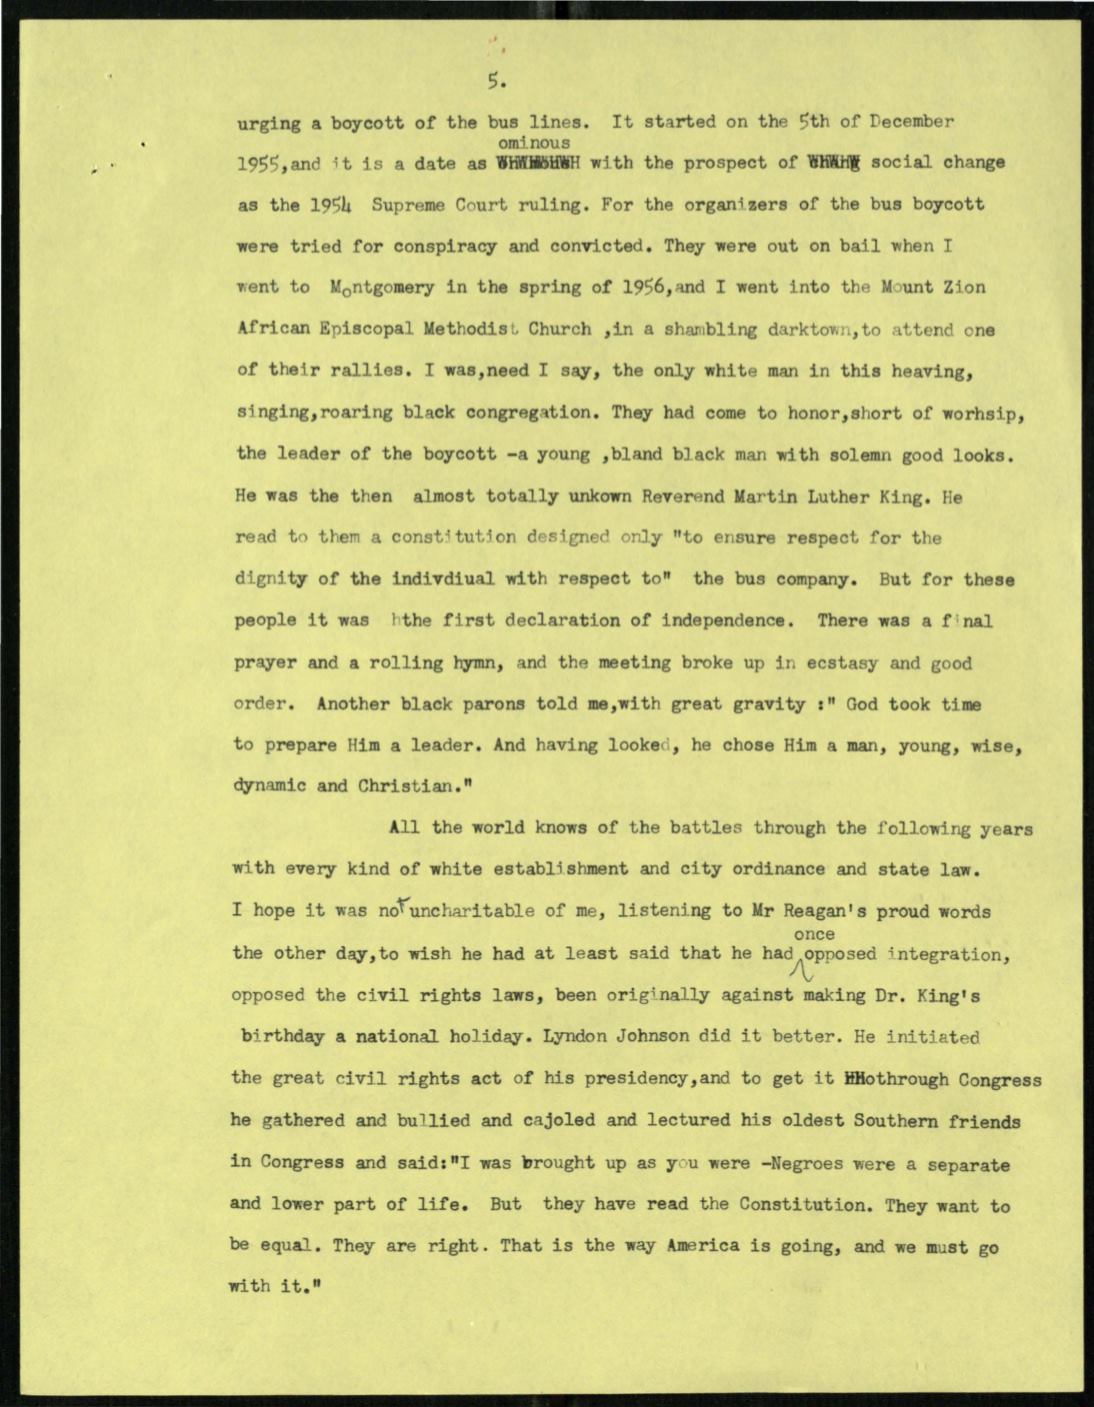 5.
urging a boycott of the bus lines.  It started on the 5th of December
ominous
1955,and it is a date as with the prospect of social change
as the 1954  Supreme Court ruling. For the organizers of the bus boycott
were tried for conspiracy and convicted. They were out on bail when I
went to  Montgomery in the spring of 1956,and I went into the Mount Zion
African Episcopal Methodist Church ,in a shambling darktown,to attend one
of their rallies. I was,need I say, the only white man in this heaving,
singing,roaring black congregation. They had come to honor,short of worhsip,
the leader of the boycott -a young ,bland black man with solemn good looks.
He was the then  almost totally unkown Reverend Martin Luther King. He
read to them a constitution designed only "to ensure respect for the
dignity of the indivdiual with respect to"  the bus company.  But for these
people it was  hthe first declaration of independence.  There was a final
prayer and a rolling hymn, and the meeting broke up in ecstasy and good
order.  Another black parons told me,with great gravity :" God took time
to prepare Him a leader. And having looked, he chose Him a man, young, wise,
dynamic and Christian."
All the world knows of the battles through the following years
with every kind of white establishment and city ordinance and state law.
I hope it was not uncharitable of me, listening to Mr Reagan's proud words
once
the other day,to wish he had at least said that he had opposed integration,
opposed the civil rights laws, been originally against making Dr. King's
birthday a national holiday. Lyndon Johnson did it better. He initiated
the great civil rights act of his presidency,and to get it through Congress
he gathered and bullied and cajoled and lectured his oldest Southern friends
in Congress and said:"I was brought up as you were -Negroes were a separate
and lower part of life.  But  they have read the Constitution. They want to
be equal. They are right. That is the way America is going, and we must go
with it."